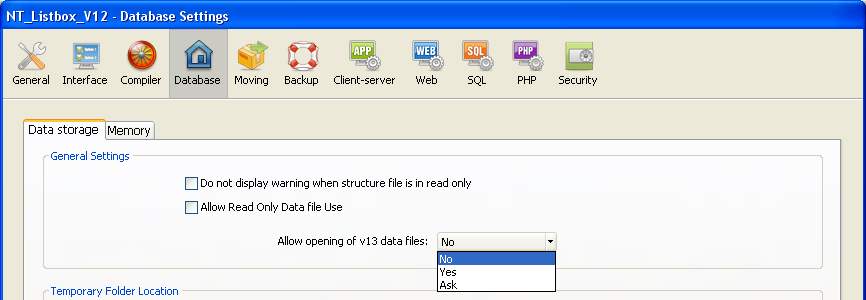 NT_Listbox_V12 - Database Settings
General Interface Compiler Database Moving Backup Client-server Web SQL PHP Security
APP WEB SQL PHP
Data storage Memory
General Settings
Do not display warning when structure file is in read only
Allow Read Only Data file Use
Allow opening of v13 data files: No
No
Yes
Ask
Temporary Folder Location